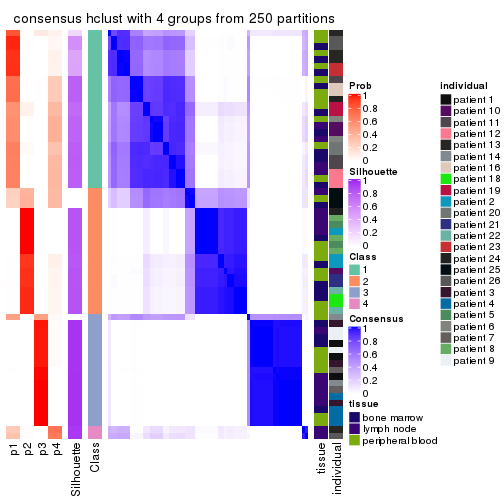 consensus hclust with 4 groups from 250 partitions
Prob
1
0.8
0.6
0.4
0.2
0
Silhouette
1
0.8
0.6
0.4
0.2
0
Class
1
2
3
4
Consensus
1
0.8
0.6
0.4
0.2
0
tissue
bone marrow
lymph node
peripheral blood
individual
patient 1
patient 10
patient 11
patient 12
patient 13
patient 14
patient 16
patient 18
patient 19
patient 2
patient 20
patient 21
patient 22
patient 23
patient 24
patient 25
patient 26
patient 3
patient 4
patient 5
patient 6
patient 7
patient 8
patient 9
p1
p2
p3
p4
Silhouette
Class
tissue
individual